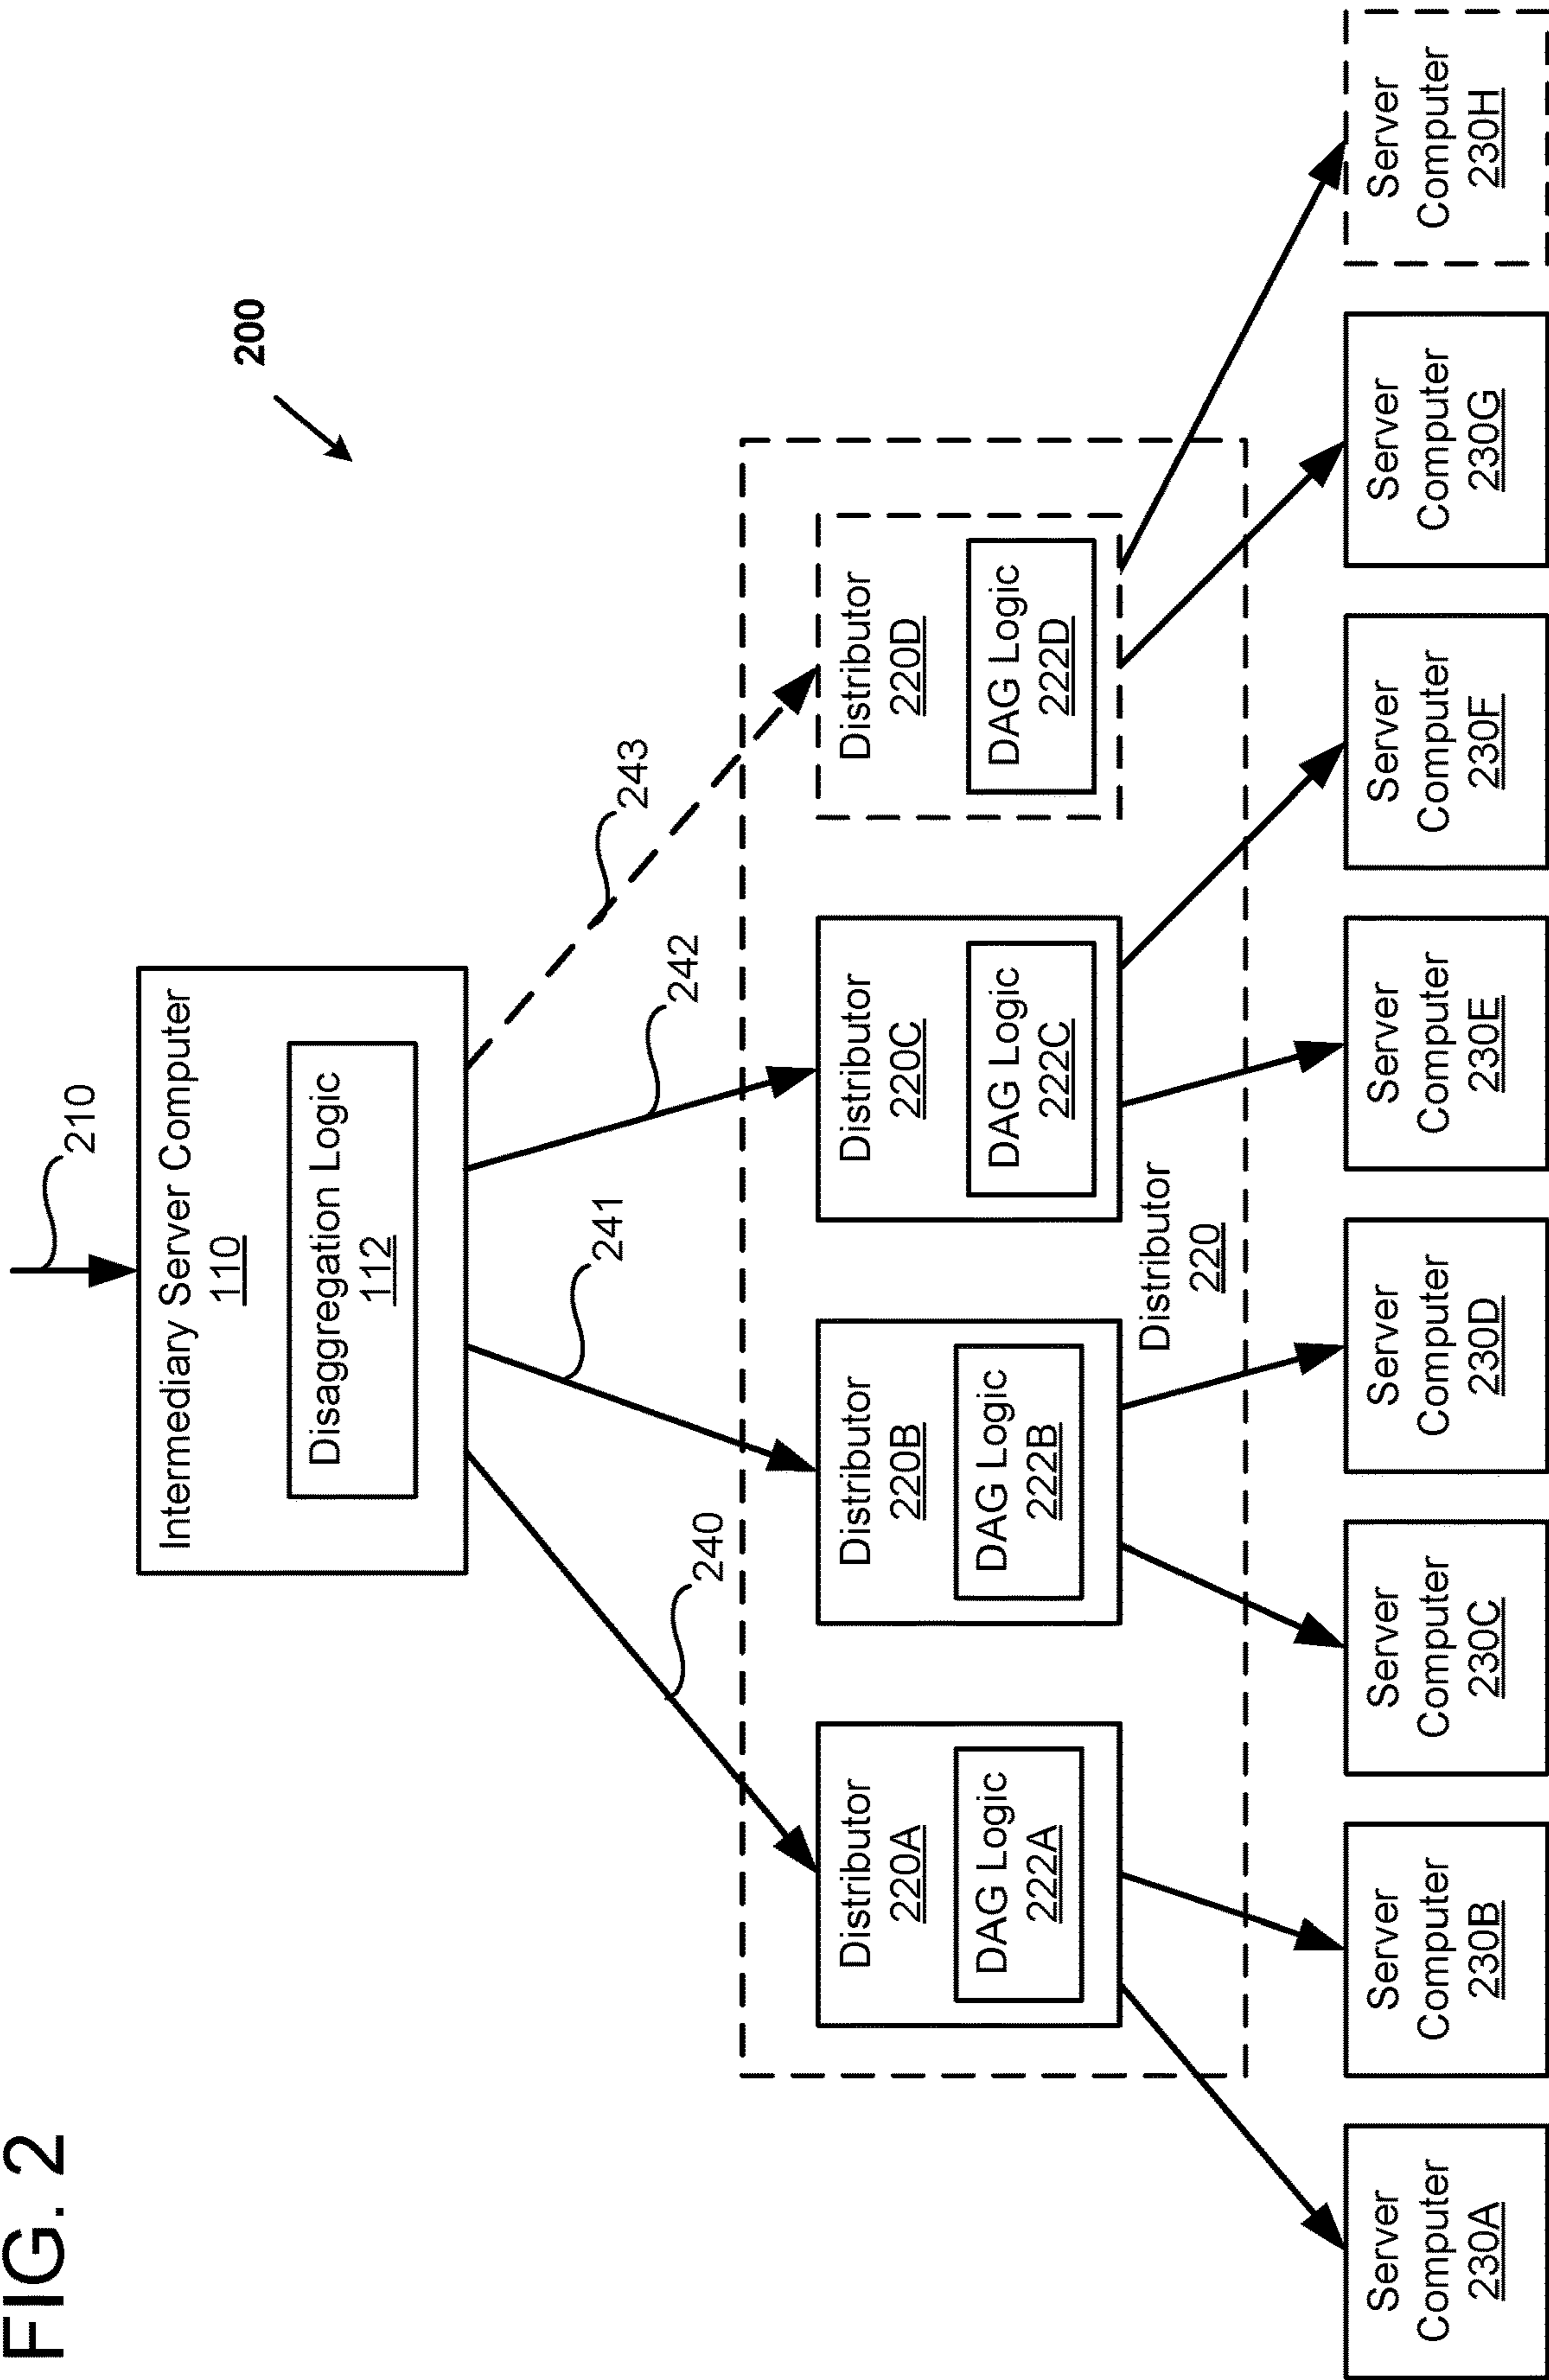 FIG. 2
210
200
Intermediary Server Computer
110
Disaggregation Logic
112
240
241
242
243
Distributor
220A
DAG Logic
222A
Distributor
220B
DAG Logic
222B
Distributor
220C
DAG Logic
222C
Distributor
220D
DAG Logic
222D
Distributor
220
Server
Computer
230A
Server
Computer
230B
Server
Computer
230C
Server
Computer
230D
Server
Computer
230E
Server
Computer
230F
Server
Computer
230G
Server
Computer
230H